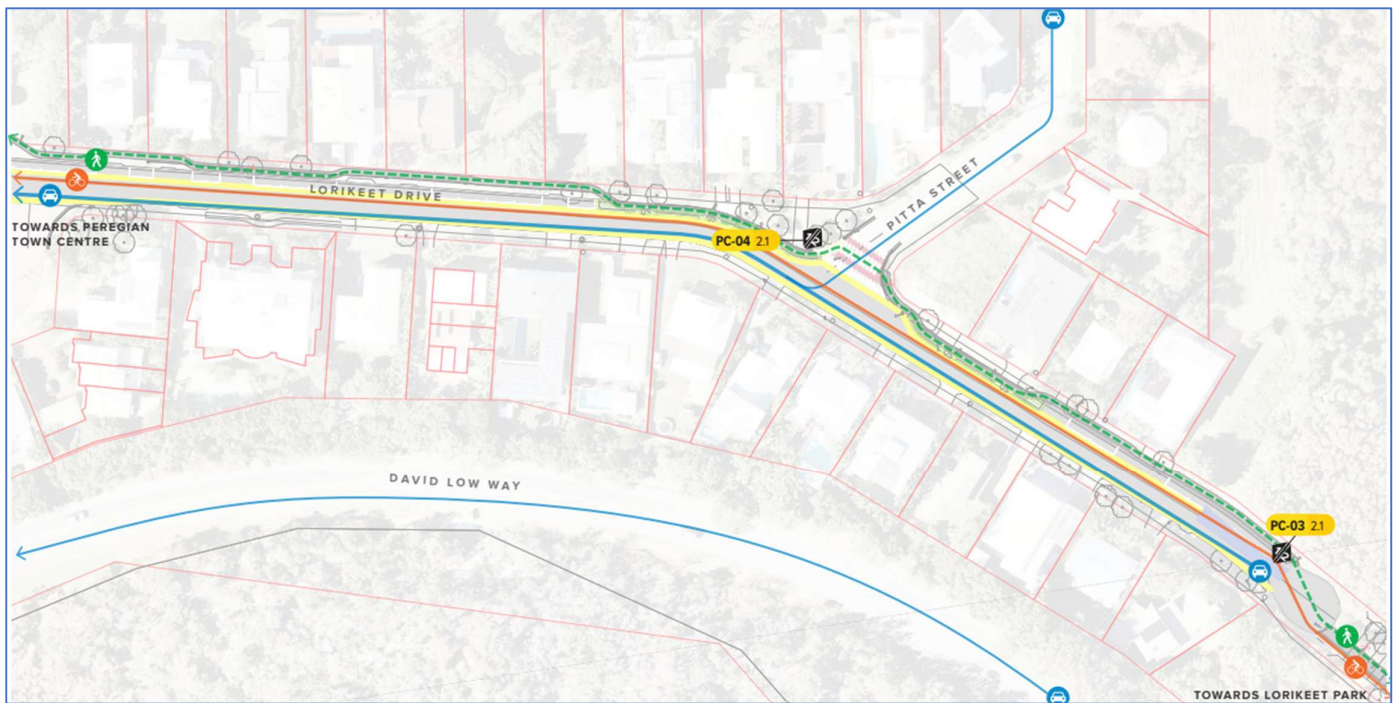 LORIKEET DRIVE
PITTA STREET
TOWARDS PEREGIAN
TOWN CENTRE
PC-04 2.1
DAVID LOW WAY
PC-03 2.1
TOWARDS LORIKEET PARK